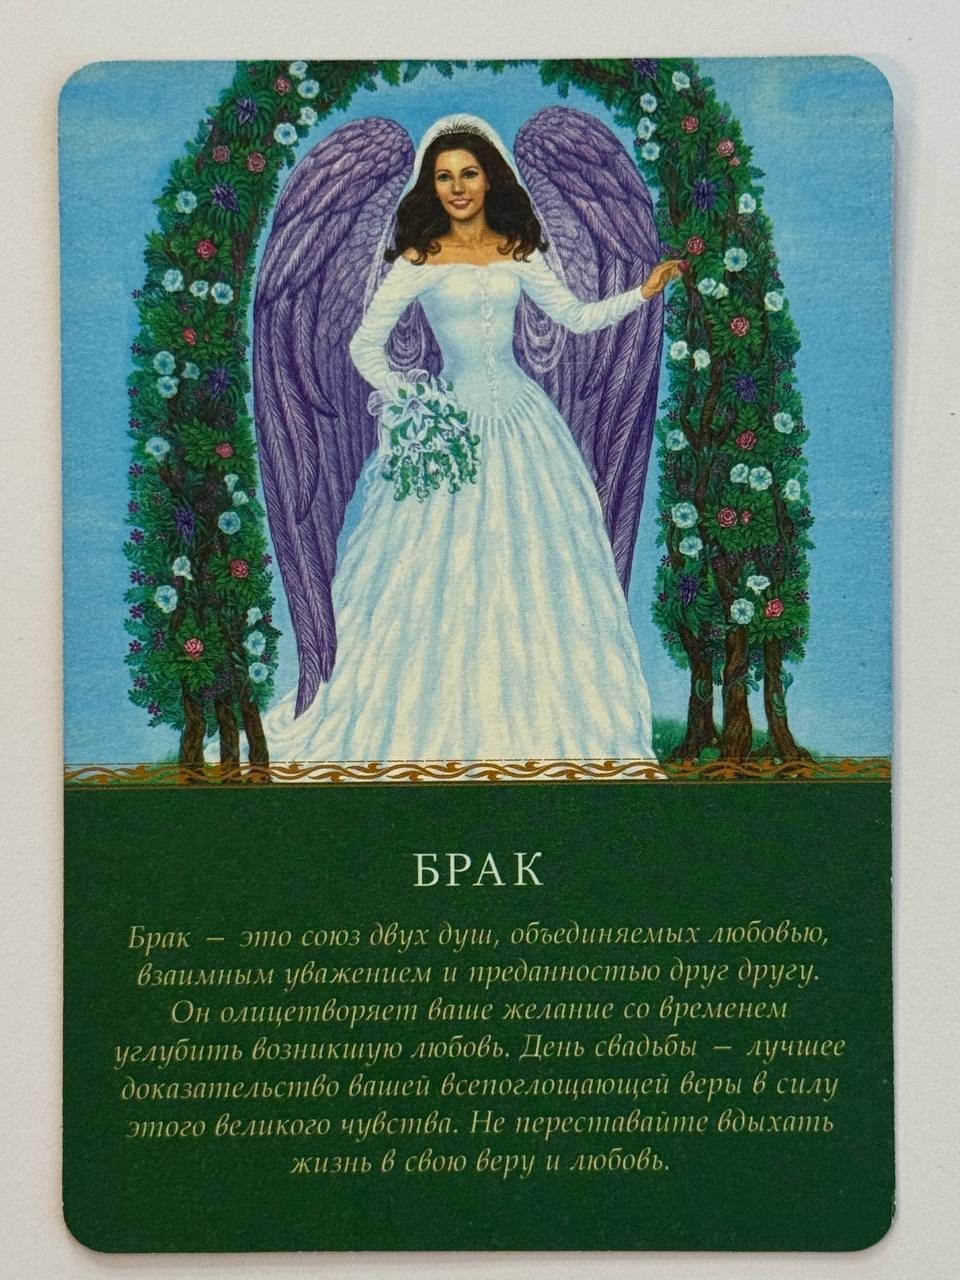 БРАК
Брак — это союз двух душ, объединяемых любовью,
взаимным уважением и преданностью друг другу.
Он олицетворяет ваше желание со временем
углубить возникшую любовь. День свадьбы — лучшее
доказательство вашей всепоглощающей веры в силу
этого великого чувства. Не переставайте вдыхать
жизнь в свою веру и любовь.